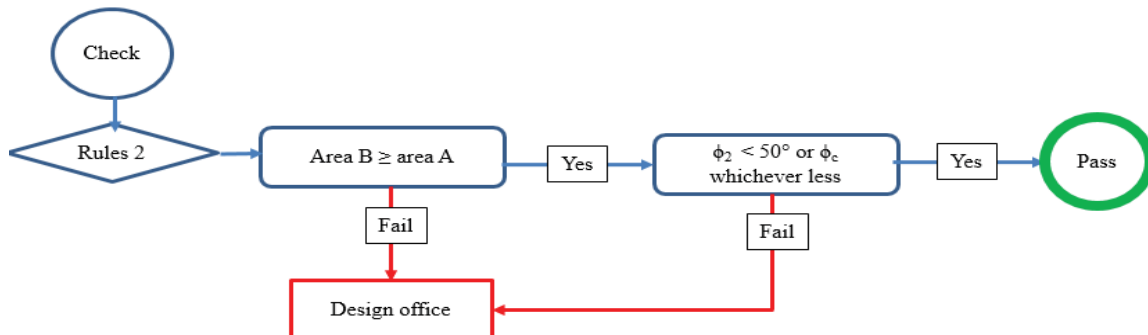 Check
Rules 2
Area B ≥ area A
Yes
ϕ₂ < 50° or ϕc
whichever less
Yes
Pass
Fail
Fail
Design office